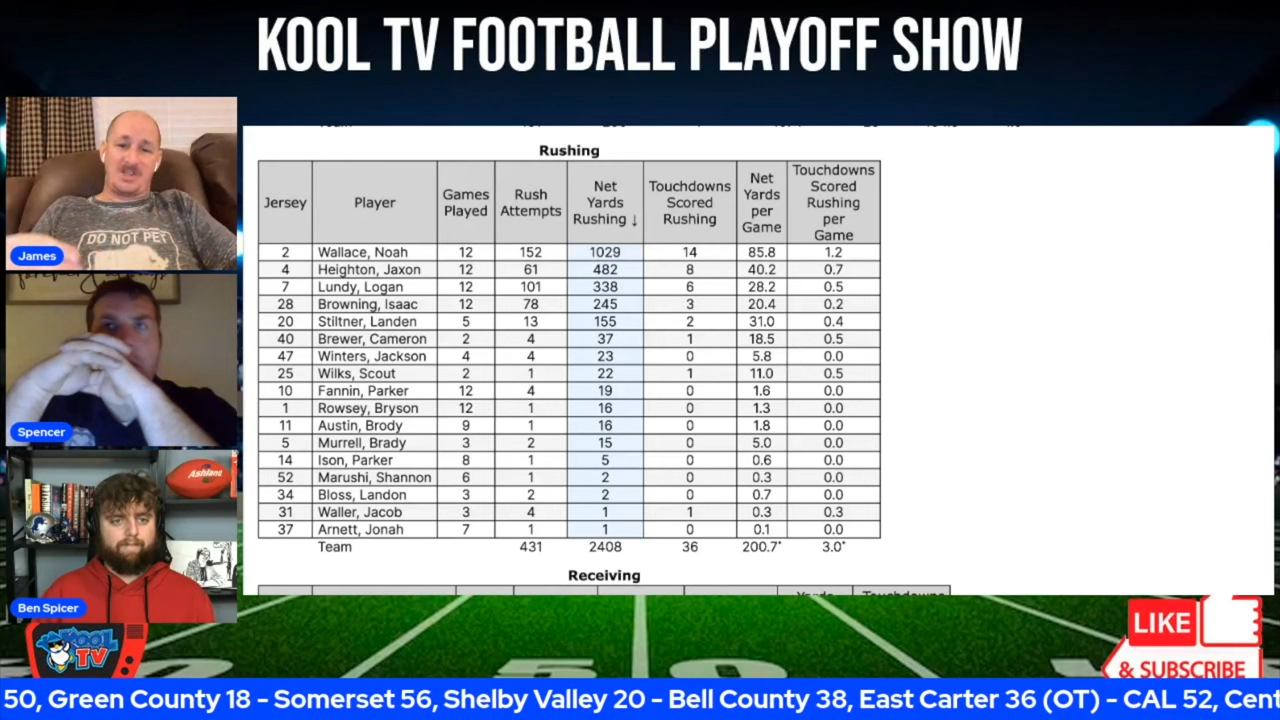 KOOL TV FOOTBALL PLAYOFF SHOW
DO NOT PET
James
Spencer
Ashland
Ben Spicer
KOOL
TV
Rushing
Jersey Player Games Played Rush Attempts Net Yards Rushing ↓ Touchdowns Scored Rushing Net Yards per Game Touchdowns Scored Rushing per Game
2 Wallace, Noah 12 152 1029 14 85.8 1.2
4 Heighton, Jaxon 12 61 482 8 40.2 0.7
7 Lundy, Logan 12 101 338 6 28.2 0.5
28 Browning, Isaac 12 78 245 3 20.4 0.2
20 Stiltner, Landen 5 13 155 2 31.0 0.4
40 Brewer, Cameron 2 4 37 1 18.5 0.5
47 Winters, Jackson 4 4 23 0 5.8 0.0
25 Wilks, Scout 2 1 22 1 11.0 0.5
10 Fannin, Parker 12 4 19 0 1.6 0.0
1 Rowsey, Bryson 12 1 16 0 1.3 0.0
11 Austin, Brody 9 1 16 0 1.8 0.0
5 Murrell, Brady 3 2 15 0 5.0 0.0
14 Ison, Parker 8 1 5 0 0.6 0.0
52 Marushi, Shannon 6 1 2 0 0.3 0.0
34 Bloss, Landon 3 2 2 0 0.7 0.0
31 Waller, Jacob 3 4 1 1 0.3 0.3
37 Arnett, Jonah 7 1 1 0 0.1 0.0
Team 431 2408 36 200.7* 3.0*
Receiving
LIKE
& SUBSCRIBE
50, Green County 18 - Somerset 56, Shelby Valley 20 - Bell County 38, East Carter 36 (OT) - CAL 52, Cent